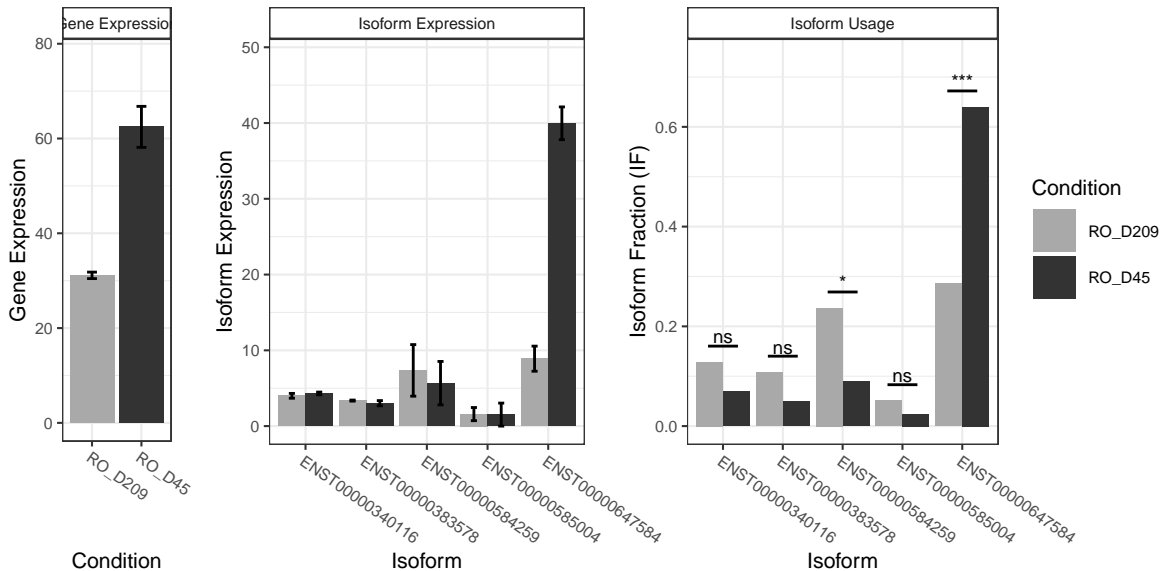 Gene Expression
80
60
40
20
0
Gene Expression
RO_D209
RO_D45
Condition
Isoform Expression
50
40
30
20
10
0
Isoform Expression
ENST00000340116
ENST00000383578
ENST00000584259
ENST00000585004
ENST00000647584
Isoform
Isoform Usage
0.6
0.4
0.2
0.0
Isoform Fraction (IF)
ns
ns
*
ns
***
ENST00000340116
ENST00000383578
ENST00000584259
ENST00000585004
ENST00000647584
Isoform
Condition
RO_D209
RO_D45